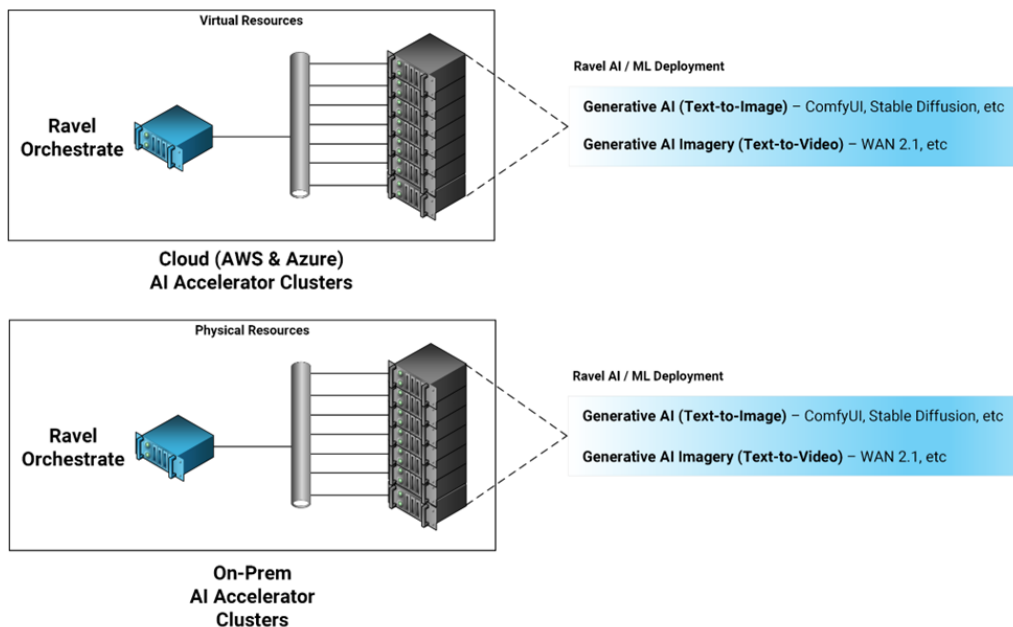 Virtual Resources
Ravel
Orchestrate
Ravel AI / ML Deployment
Generative AI (Text-to-Image) – ComfyUI, Stable Diffusion, etc
Generative AI Imagery (Text-to-Video) – WAN 2.1, etc
Cloud (AWS & Azure)
AI Accelerator Clusters
Physical Resources
Ravel
Orchestrate
Ravel AI / ML Deployment
Generative AI (Text-to-Image) – ComfyUI, Stable Diffusion, etc
Generative AI Imagery (Text-to-Video) – WAN 2.1, etc
On-Prem
AI Accelerator
Clusters